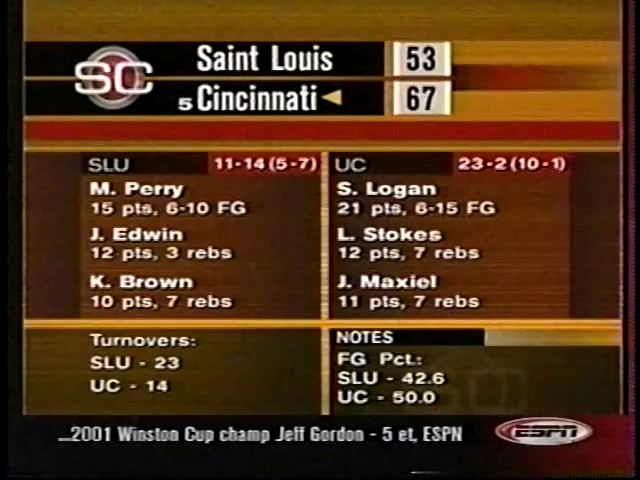 SC
Saint Louis 53
5 Cincinnati 67
SLU 11-14 (5-7)
M. Perry
15 pts, 6-10 FG
J. Edwin
12 pts, 3 rebs
K. Brown
10 pts, 7 rebs
UC 23-2 (10-1)
S. Logan
21 pts, 6-15 FG
L. Stokes
12 pts, 7 rebs
J. Maxiel
11 pts, 7 rebs
Turnovers:
SLU - 23
UC - 14
NOTES
FG Pct.:
SLU - 42.6
UC - 50.0
...2001 Winston Cup champ Jeff Gordon - 5 et, ESPN
ESPN